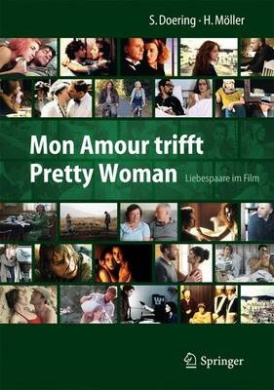 S. Doering · H. Möller
Mon Amour trifft
Pretty Woman
Liebespaare im Film
Springer